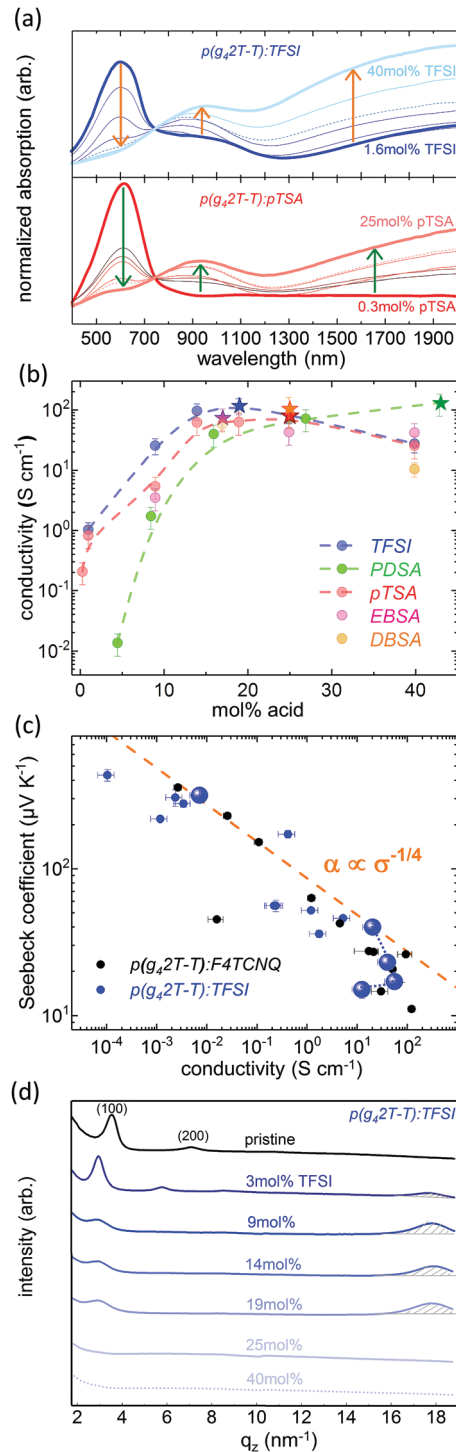 (a)
normalized absorption (arb.)
p(g₄2T-T):TFSI
40mol% TFSI
1.6mol% TFSI
p(g₄2T-T):pTSA
25mol% pTSA
0.3mol% pTSA
500 700 900 1100 1300 1500 1700 1900
wavelength (nm)
(b)
conductivity (S cm⁻¹)
10²
10¹
10⁰
10⁻¹
10⁻²
TFSI
PDSA
pTSA
EBSA
DBSA
0 10 20 30 40
mol% acid
(c)
Seebeck coefficient (µV K⁻¹)
10²
10¹
α ∝ σ⁻¹/⁴
p(g₄2T-T):F4TCNQ
p(g₄2T-T):TFSI
10⁻⁴ 10⁻³ 10⁻² 10⁻¹ 10⁰ 10¹ 10²
conductivity (S cm⁻¹)
(d)
intensity (arb.)
(100)
(200)
pristine
p(g₄2T-T):TFSI
3mol% TFSI
9mol%
14mol%
19mol%
25mol%
40mol%
2 4 6 8 10 12 14 16 18
q_z (nm⁻¹)